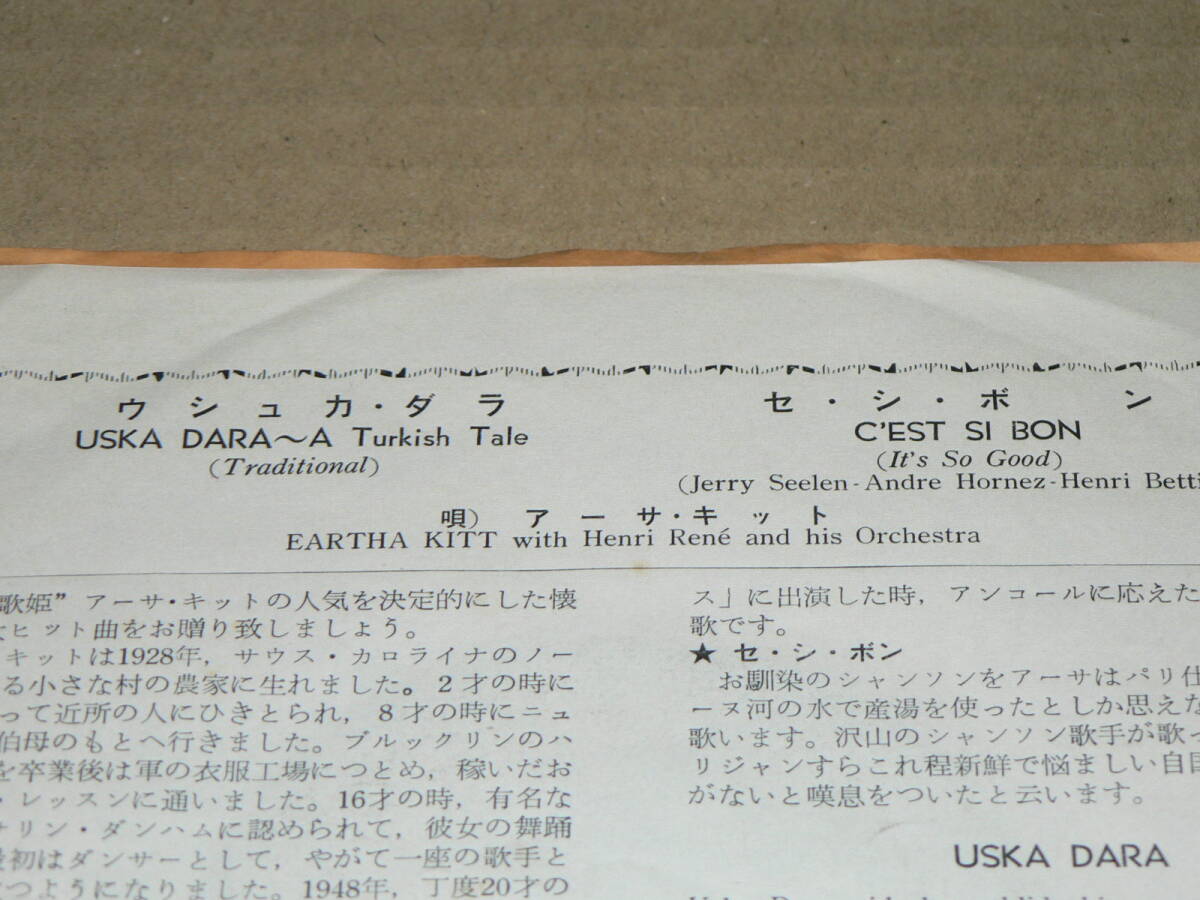 ウシュカ・ダラ
USKA DARA〜A Turkish Tale
(Traditional)
セ・シ・ボン
C'EST SI BON
(It's So Good)
(Jerry Seelen-Andre Hornez-Henri Betti
唄) アーサ・キット
EARTHA KITT with Henri René and his Orchestra
歌姫” アーサ・キットの人気を決定的にした懐
ヒット曲をお贈り致しましょう。
キットは1928年, サウス・カロライナのノー
る小さな村の農家に生れました。2才の時に
って近所の人にひきとられ, 8才の時にニュ
伯母のもとへ行きました。ブルックリンのハ
を卒業後は軍の衣服工場につとめ, 稼いだお
・レッスンに通いました。16才の時, 有名な
サリン・ダンハムに認められて, 彼女の舞踊
最初はダンサーとして, やがて一座の歌手と
つようになりました。1948年, 丁度20才の
ス」に出演した時, アンコールに応えた
歌です。
★ セ・シ・ボン
お馴染のシャンソンをアーサはパリ仕
ーヌ河の水で産湯を使ったとしか思えな
歌います。沢山のシャンソン歌手が歌っ
リジャンすらこれ程新鮮で悩ましい自
がないと嘆息をついたと云います。
USKA DARA